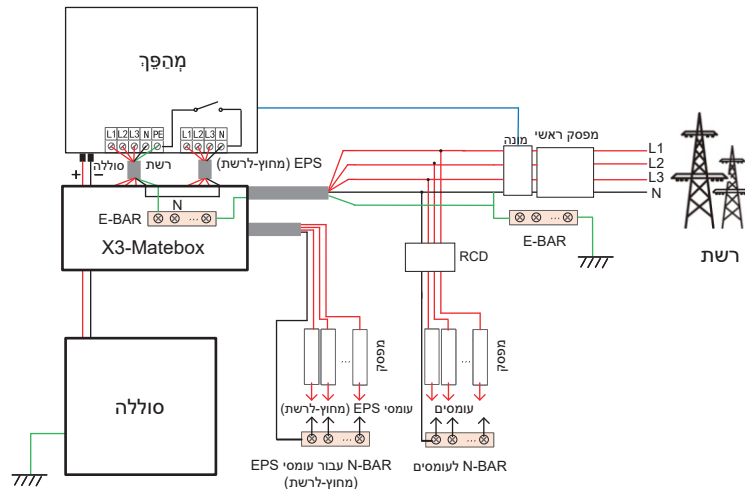 מְהַפֵּךְ
L1 L2 L3 N PE
L1 L2 L3 N
סוללה
רשת
EPS (מחוץ-לרשת)
+
−
N
E-BAR
X3-Matebox
מונה
מפסק ראשי
L1
L2
L3
N
E-BAR
רשת
RCD
...
...
...
...
מפסק
מפסק
סוללה
עומסי EPS (מחוץ-לרשת)
עומסים
...
...
N-BAR עבור עומסי EPS
(מחוץ-לרשת)
N-BAR לעומסים